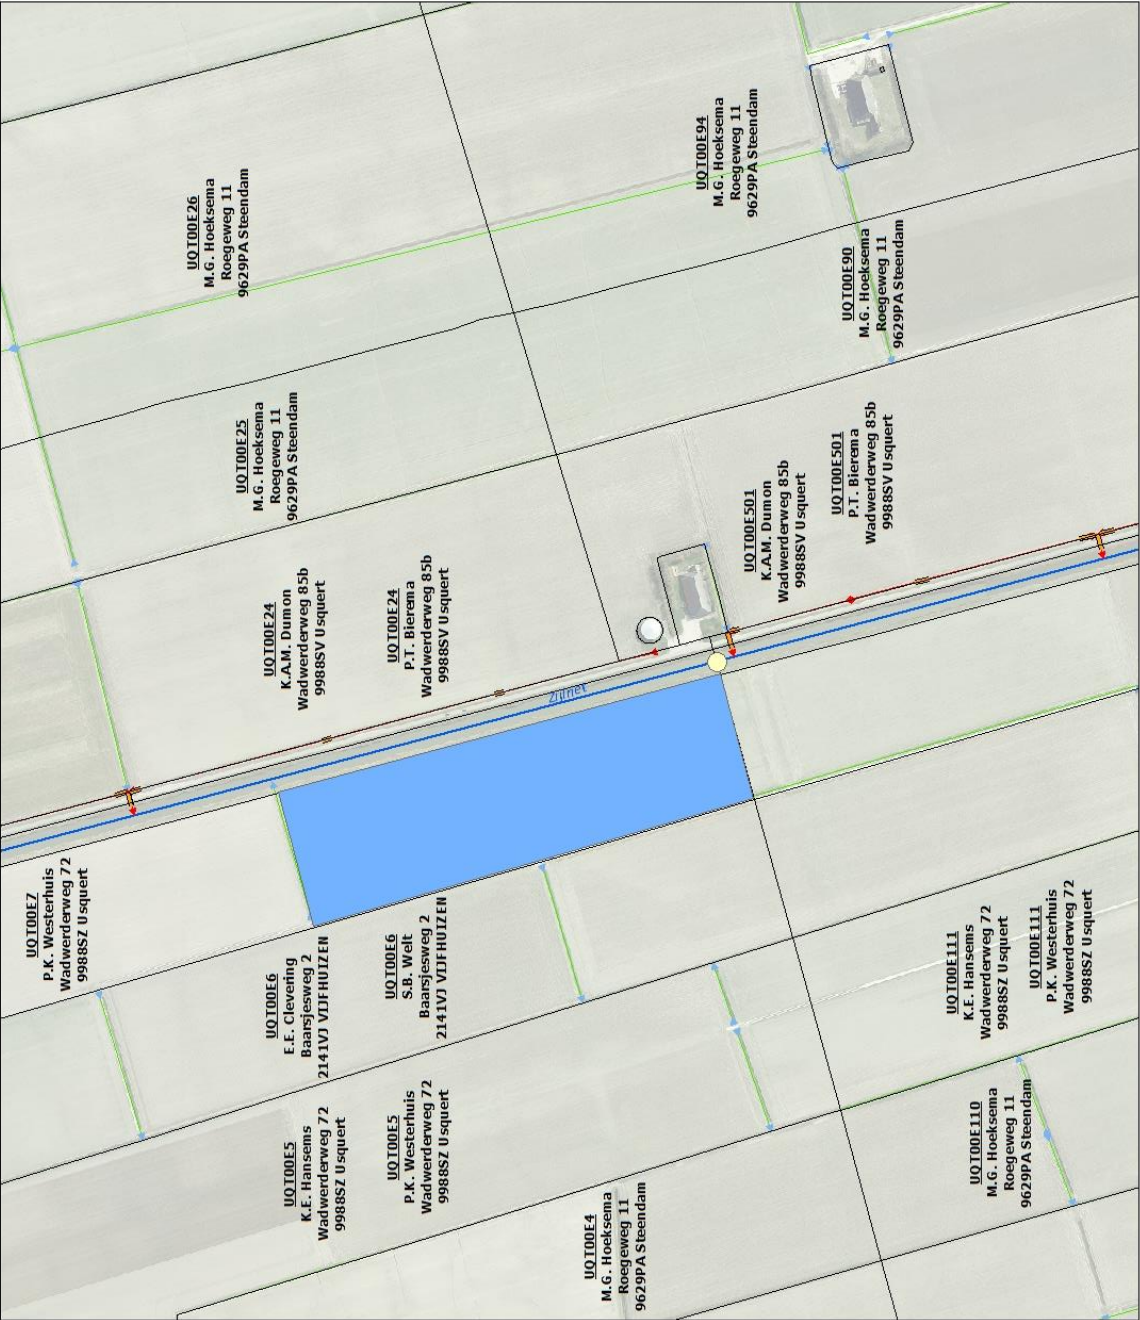 UQT00E26
M.G. Hoeksema
Roegeweg 11
9629PA Steendam
UQT00E94
M.G. Hoeksema
Roegeweg 11
9629PA Steendam
UQT00E90
M.G. Hoeksema
Roegeweg 11
9629PA Steendam
UQT00E25
M.G. Hoeksema
Roegeweg 11
9629PA Steendam
UQT00E501
P.T. Bierema
Wadwerderweg 85b
9988SV Usquert
UQT00E501
K.A.M. Dumon
Wadwerderweg 85b
9988SV Usquert
UQT00E24
K.A.M. Dumon
Wadwerderweg 85b
9988SV Usquert
UQT00E24
P.T. Bierema
Wadwerderweg 85b
9988SV Usquert
Zijlriet
UQT00E7
P.K. Westerhuis
Wadwerderweg 72
9988SZ Usquert
UQT00E6
E.E. Clevering
Baarsjesweg 2
2141VJ VIJFHUIZEN
UQT00E6
S.B. Welt
Baarsjesweg 2
2141VJ VIJFHUIZEN
UQT00E111
K.E. Hansems
Wadwerderweg 72
9988SZ Usquert
UQT00E111
P.K. Westerhuis
Wadwerderweg 72
9988SZ Usquert
UQT00E5
K.E. Hansems
Wadwerderweg 72
9988SZ Usquert
UQT00E5
P.K. Westerhuis
Wadwerderweg 72
9988SZ Usquert
UQT00E110
M.G. Hoeksema
Roegeweg 11
9629PA Steendam
UQT00E4
M.G. Hoeksema
Roegeweg 11
9629PA Steendam